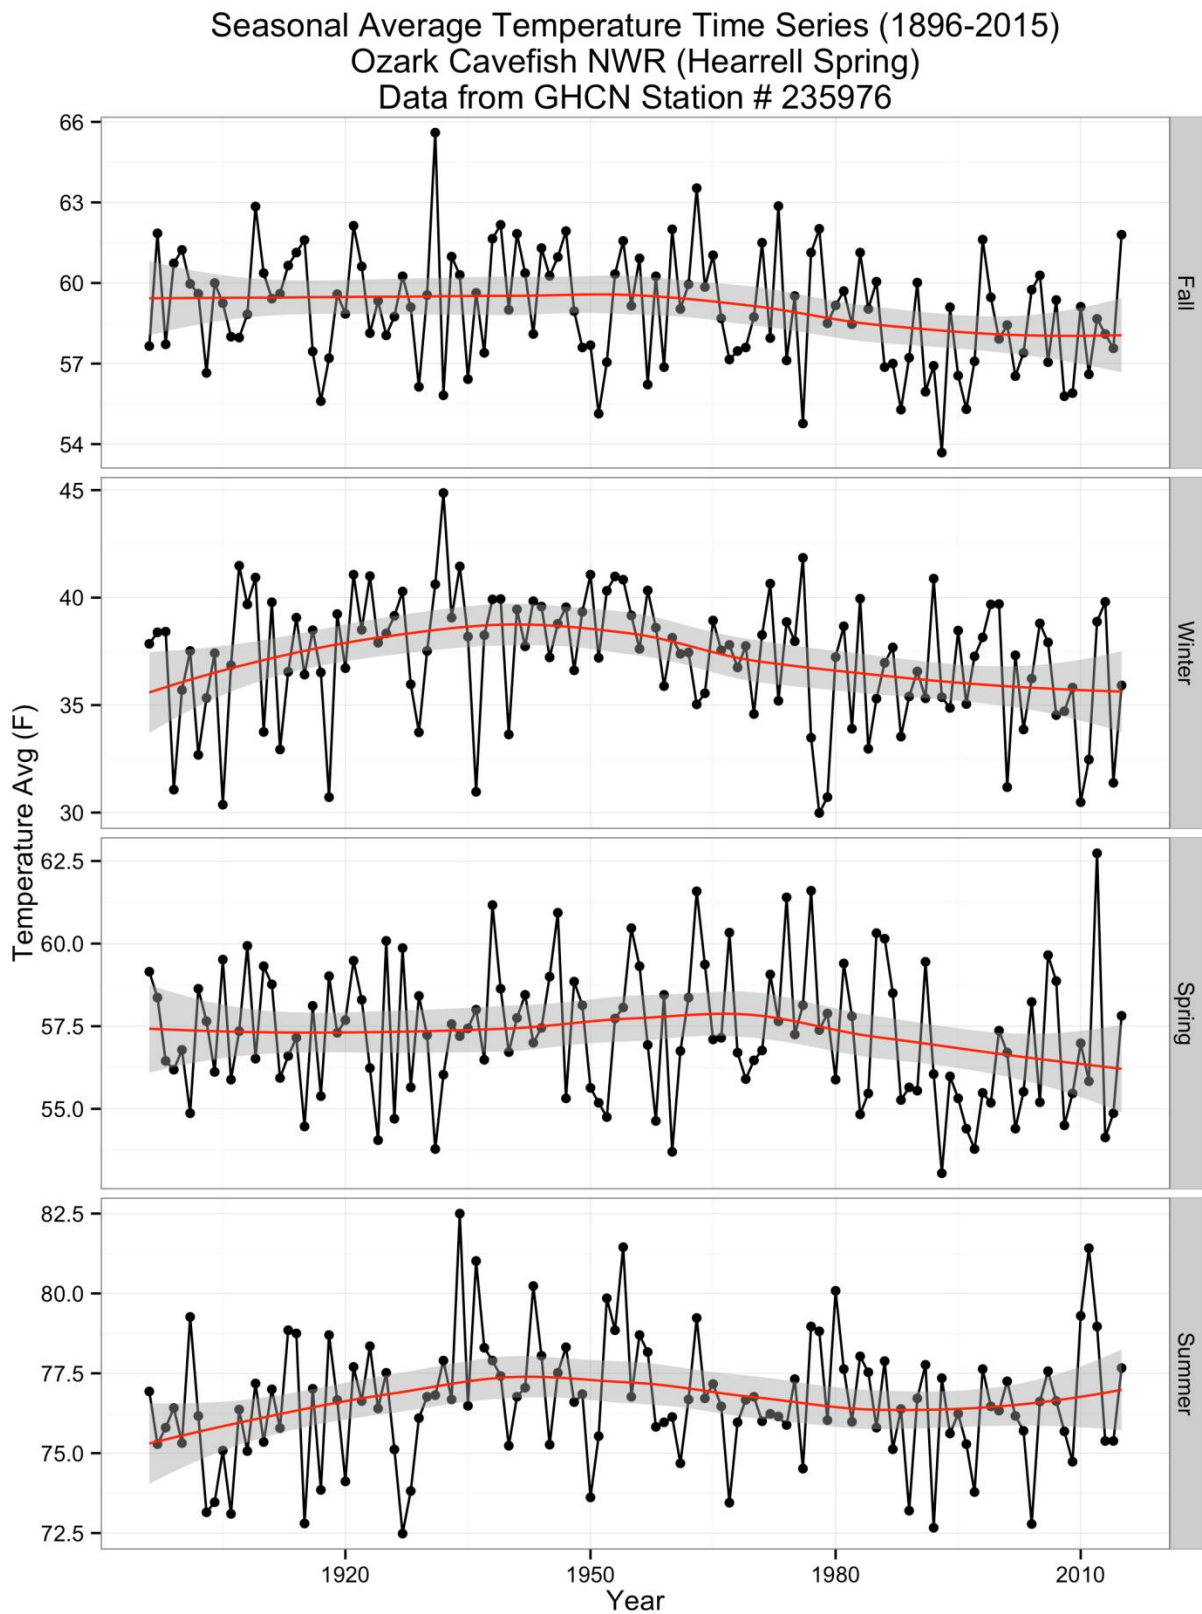 Seasonal Average Temperature Time Series (1896-2015)
Ozark Cavefish NWR (Hearrell Spring)
Data from GHCN Station # 235976
Temperature Avg (F)
66
63
60
57
54
Fall
45
40
35
30
Winter
62.5
60.0
57.5
55.0
Spring
82.5
80.0
77.5
75.0
72.5
Summer
1920
1950
1980
2010
Year